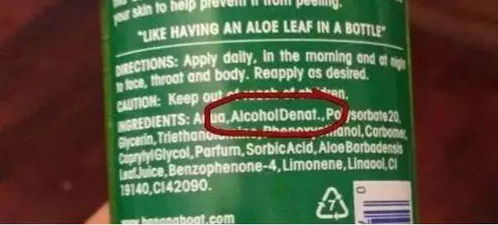 your skin to help prevent it from peeling.
"LIKE HAVING AN ALOE LEAF IN A BOTTLE"
DIRECTIONS: Apply daily, in the morning and at night
to face, throat and body. Reapply as desired.
CAUTION: Keep out of reach of children.
INGREDIENTS: Aqua, AlcoholDenat., Polysorbate20,
Glycerin, Triethanolamine, Phenoxyethanol, Carbomer,
CaprylylGlycol, Parfum, SorbicAcid, AloeBarbadensis
LeafJuice, Benzophenone-4, Limonene, Linaool, CI
19140, CI42090.
www.bananaboat.com
7
0